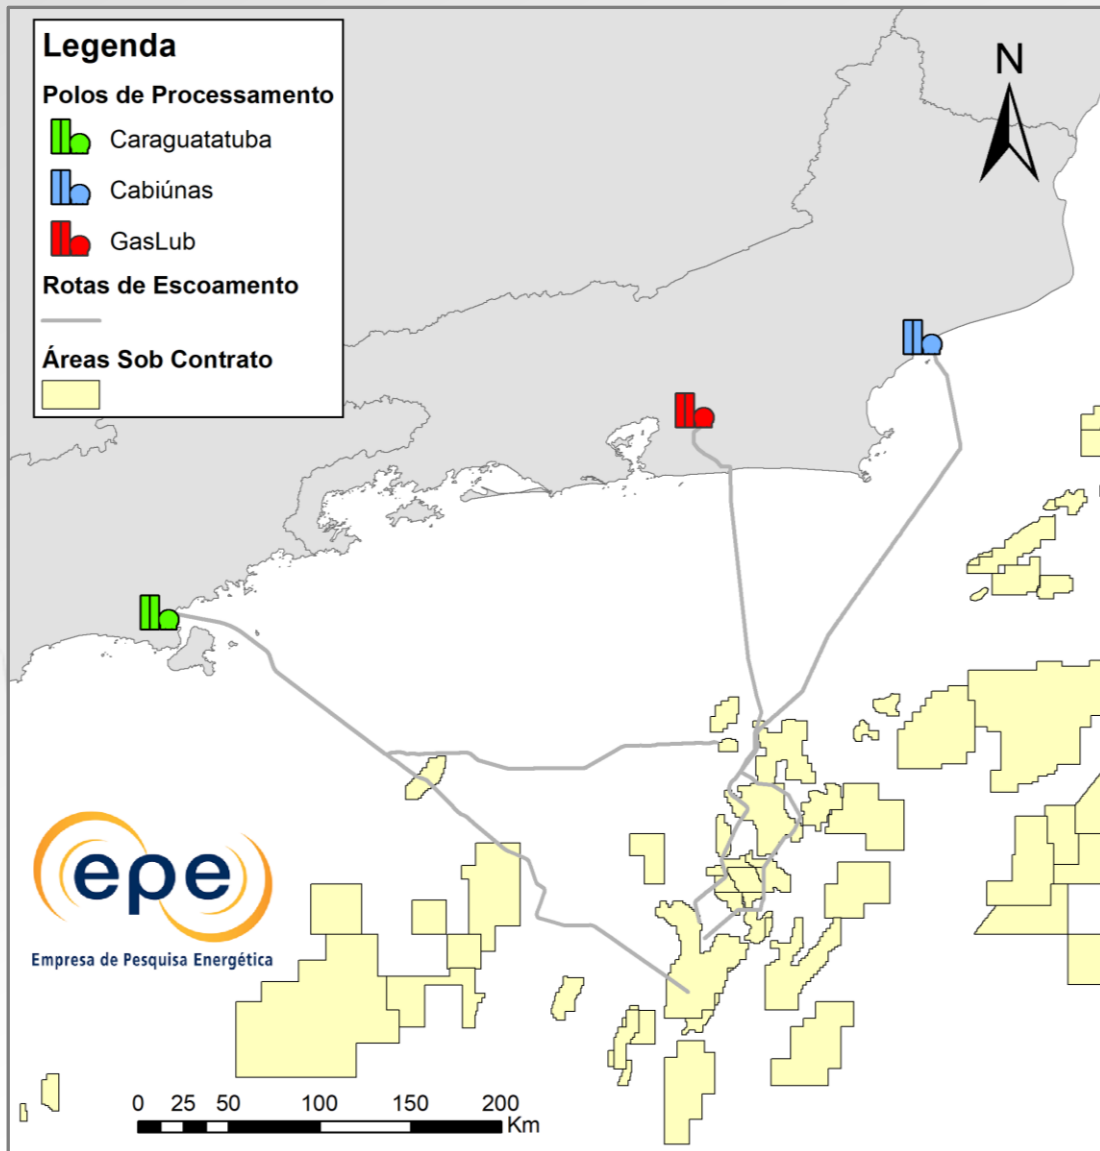 Legenda
Polos de Processamento
Caraguatatuba
Cabiúnas
GasLub
Rotas de Escoamento
Áreas Sob Contrato
N
epe
Empresa de Pesquisa Energética
0 25 50 100 150 200
Km